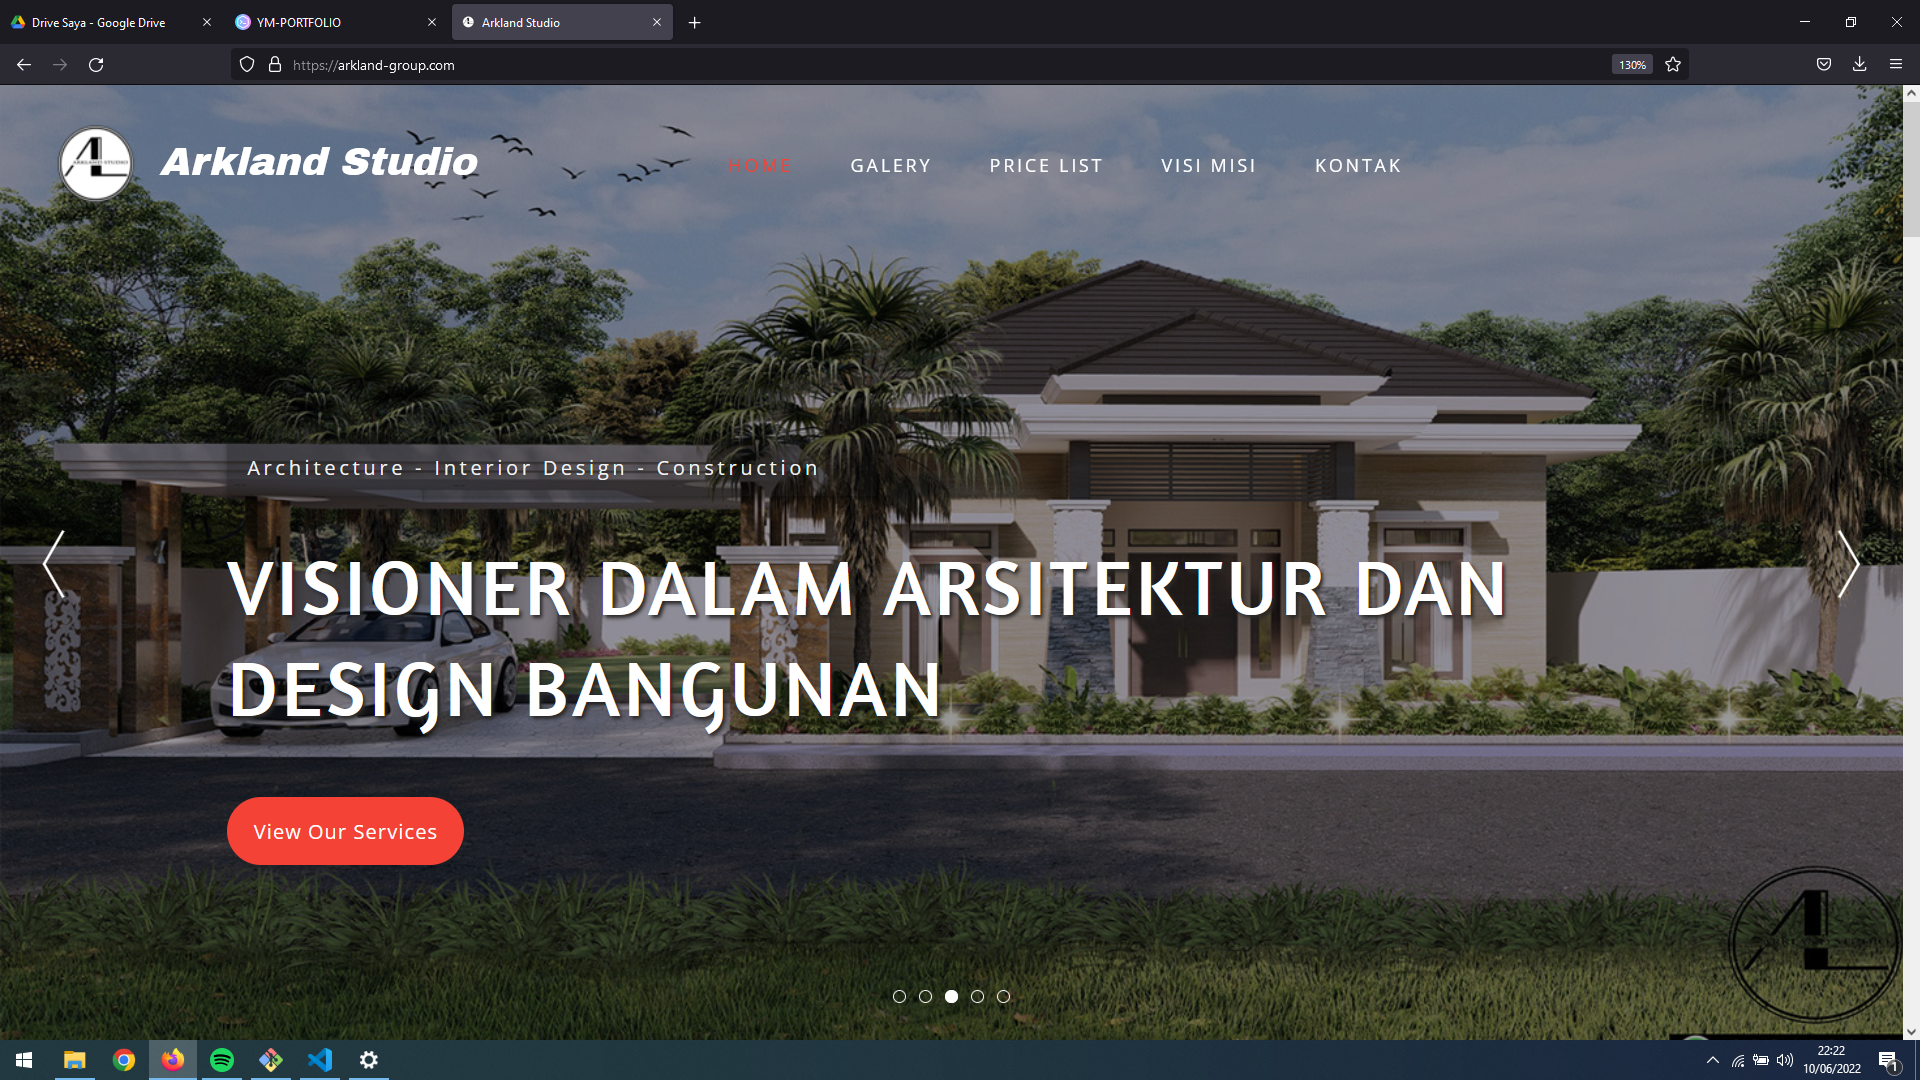 Drive Saya - Google Drive
YM-PORTFOLIO
Arkland Studio
https://arkland-group.com
130%
Arkland Studio
HOME
GALERY
PRICE LIST
VISI MISI
KONTAK
Architecture - Interior Design - Construction
VISIONER DALAM ARSITEKTUR DAN
DESIGN BANGUNAN
View Our Services
AL
22:22
10/06/2022
1